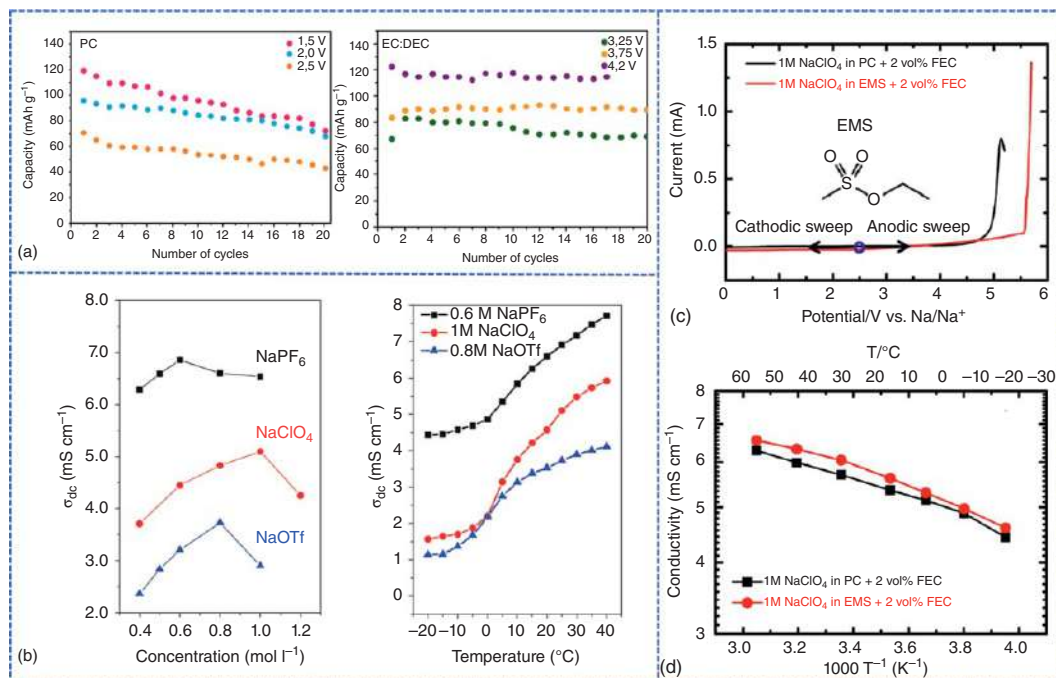 PC
1,5 V
2,0 V
2,5 V
Capacity (mAh g⁻¹)
140
120
100
80
60
40
20
0
0 2 4 6 8 10 12 14 16 18 20
Number of cycles
(a)
EC:DEC
3,25 V
3,75 V
4,2 V
Capacity (mAh g⁻¹)
140
120
100
80
60
40
20
0
0 2 4 6 8 10 12 14 16 18 20
Number of cycles
1M NaClO₄ in PC + 2 vol% FEC
1M NaClO₄ in EMS + 2 vol% FEC
EMS
O O
S
O
Cathodic sweep Anodic sweep
Current (mA)
1.5
1.0
0.5
0.0
0 1 2 3 4 5 6
Potential/V vs. Na/Na⁺
(c)
NaPF₆
NaClO₄
NaOTf
σdc (mS cm⁻¹)
8.0
7.0
6.0
5.0
4.0
3.0
2.0
0.4 0.6 0.8 1.0 1.2
Concentration (mol l⁻¹)
(b)
0.6 M NaPF₆
1M NaClO₄
0.8M NaOTf
σdc (mS cm⁻¹)
8
7
6
5
4
3
2
1
0
−20 −10 0 10 20 30 40
Temperature (°C)
T/°C
60 50 40 30 20 10 0 −10 −20 −30
Conductivity (mS cm⁻¹)
8
7
6
5
4
3
1M NaClO₄ in PC + 2 vol% FEC
1M NaClO₄ in EMS + 2 vol% FEC
3.0 3.2 3.4 3.6 3.8 4.0
1000 T⁻¹ (K⁻¹)
(d)